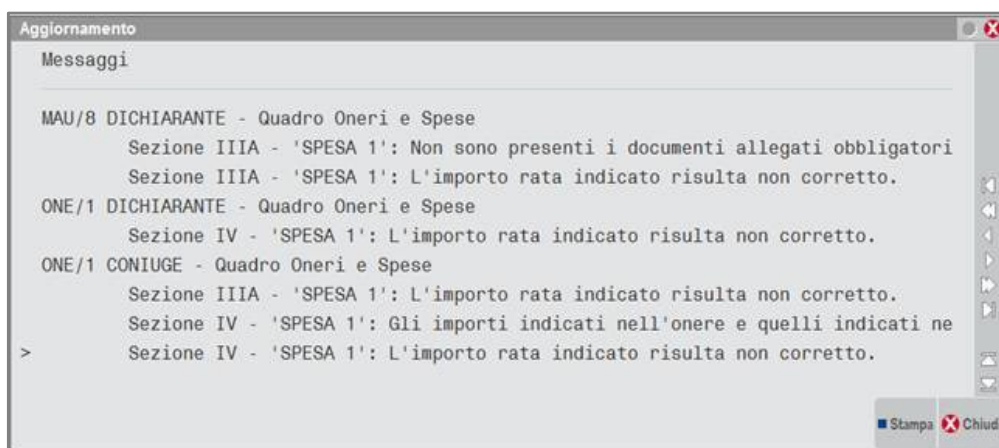 Aggiornamento
Messaggi
MAU/8 DICHIARANTE - Quadro Oneri e Spese
Sezione IIIA - 'SPESA 1': Non sono presenti i documenti allegati obbligatori
Sezione IIIA - 'SPESA 1': L'importo rata indicato risulta non corretto.
ONE/1 DICHIARANTE - Quadro Oneri e Spese
Sezione IV - 'SPESA 1': L'importo rata indicato risulta non corretto.
ONE/1 CONIUGE - Quadro Oneri e Spese
Sezione IIIA - 'SPESA 1': L'importo rata indicato risulta non corretto.
Sezione IV - 'SPESA 1': Gli importi indicati nell'onere e quelli indicati ne
> Sezione IV - 'SPESA 1': L'importo rata indicato risulta non corretto.
Stampa Chiud